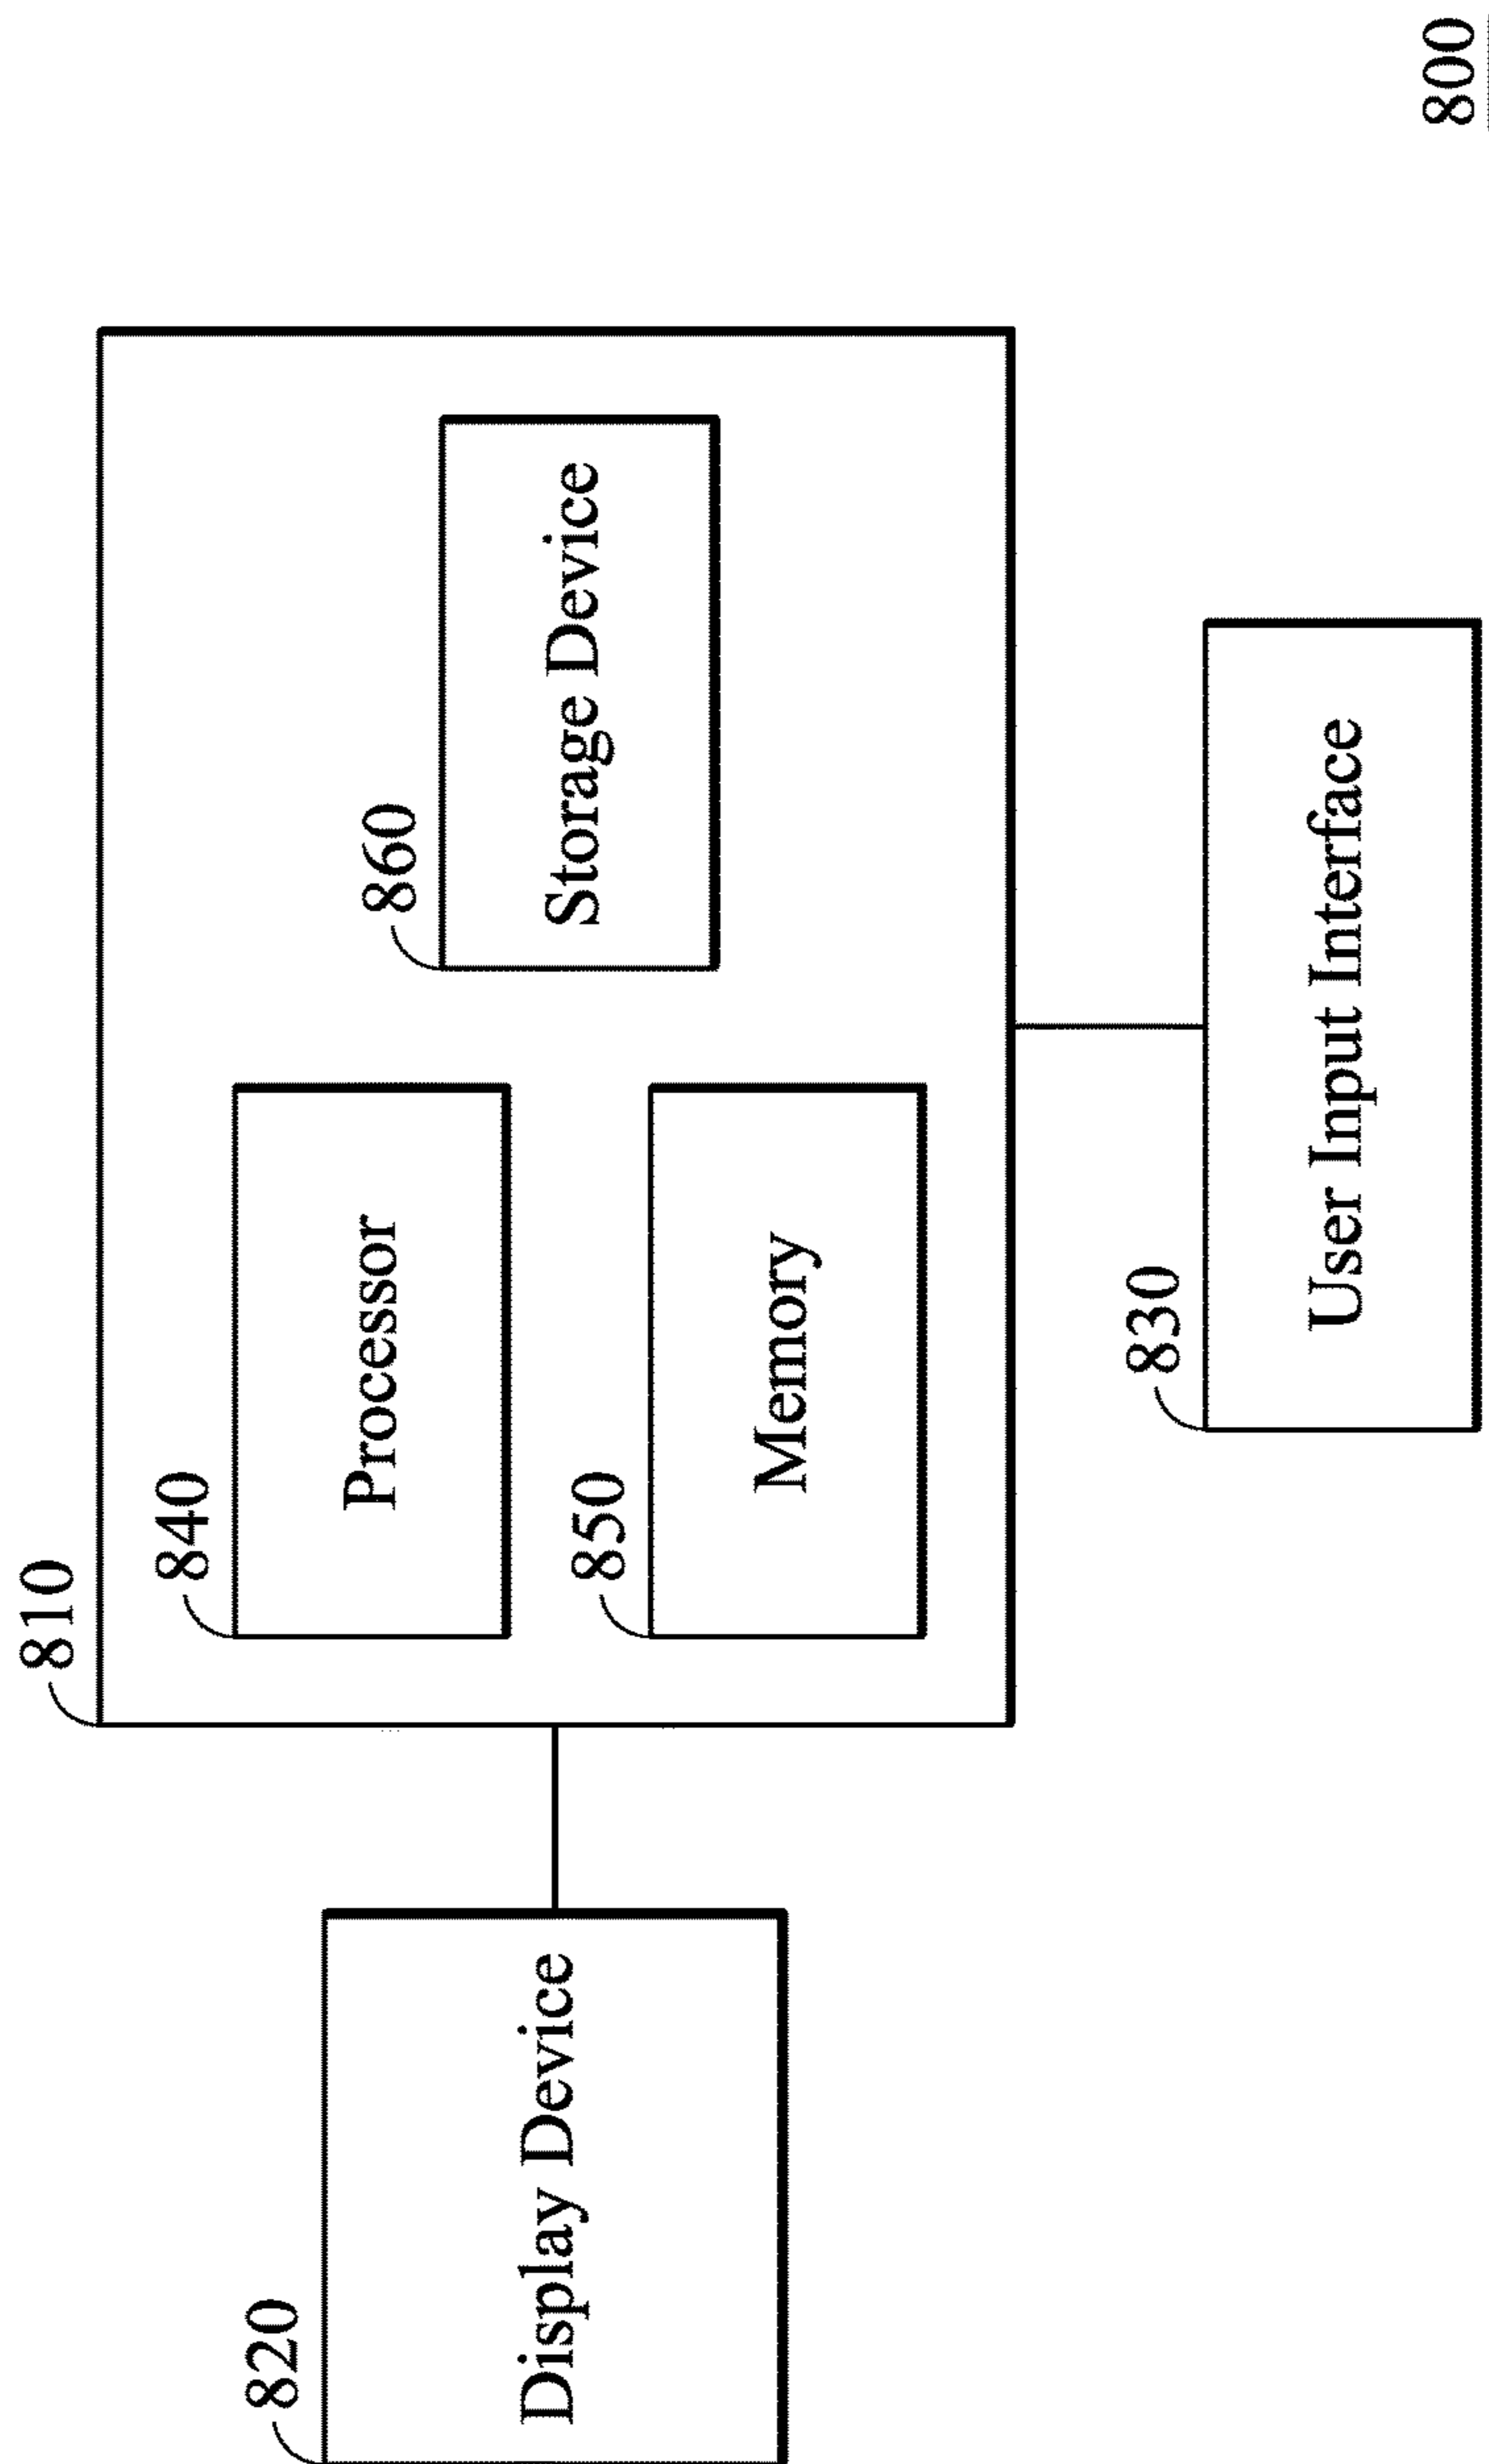 810
820
Display Device
840
Processor
860
Storage Device
850
Memory
830
User Input Interface
800